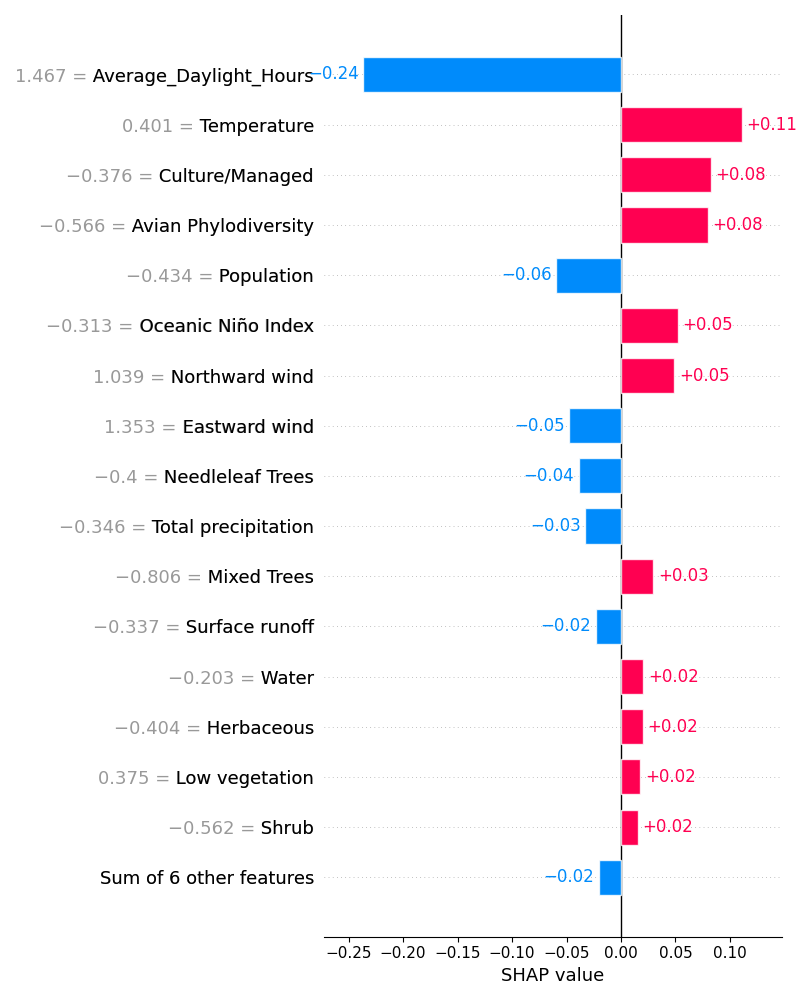 1.467 = Average_Daylight_Hours −0.24
0.401 = Temperature +0.11
−0.376 = Culture/Managed +0.08
−0.566 = Avian Phylodiversity +0.08
−0.434 = Population −0.06
−0.313 = Oceanic Niño Index +0.05
1.039 = Northward wind +0.05
1.353 = Eastward wind −0.05
−0.4 = Needleleaf Trees −0.04
−0.346 = Total precipitation −0.03
−0.806 = Mixed Trees +0.03
−0.337 = Surface runoff −0.02
−0.203 = Water +0.02
−0.404 = Herbaceous +0.02
0.375 = Low vegetation +0.02
−0.562 = Shrub +0.02
Sum of 6 other features −0.02
−0.25 −0.20 −0.15 −0.10 −0.05 0.00 0.05 0.10
SHAP value